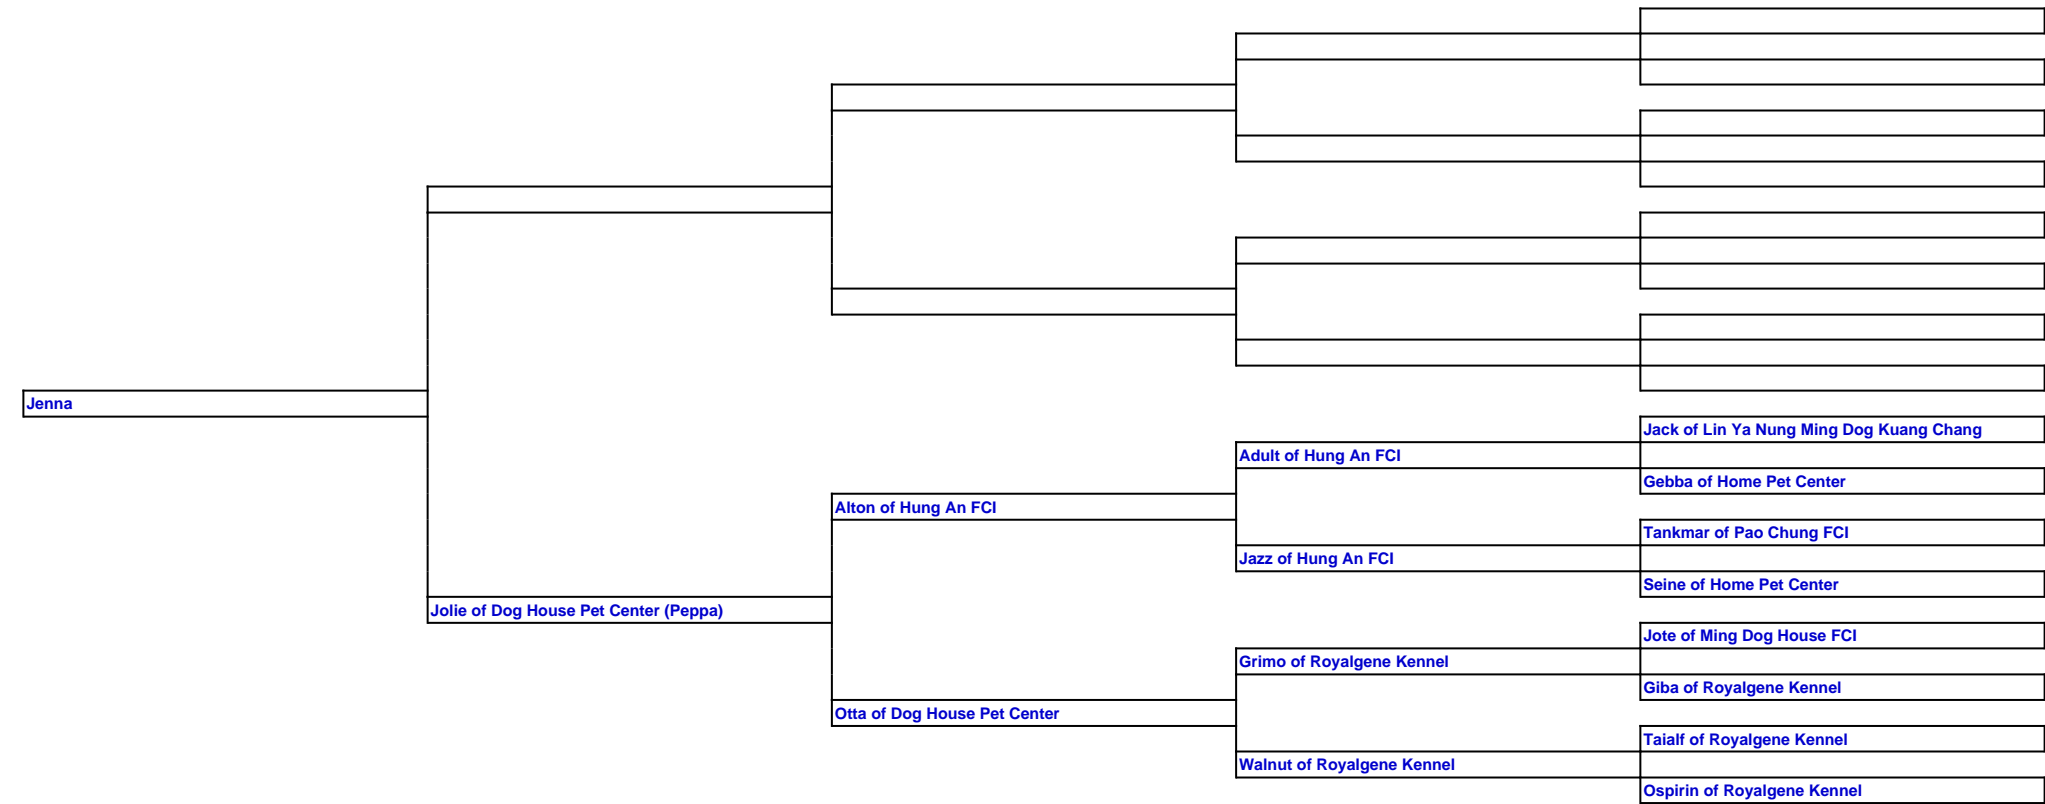 Jenna
Jack of Lin Ya Nung Ming Dog Kuang Chang
Adult of Hung An FCI
Gebba of Home Pet Center
Alton of Hung An FCI
Tankmar of Pao Chung FCI
Jazz of Hung An FCI
Seine of Home Pet Center
Jolie of Dog House Pet Center (Peppa)
Jote of Ming Dog House FCI
Grimo of Royalgene Kennel
Giba of Royalgene Kennel
Otta of Dog House Pet Center
Taialf of Royalgene Kennel
Walnut of Royalgene Kennel
Ospirin of Royalgene Kennel